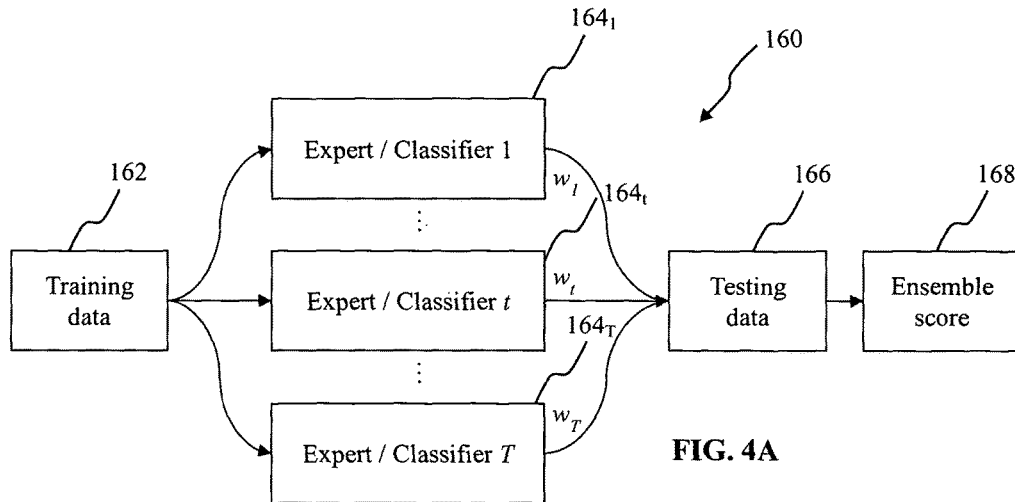 164₁
160
Expert / Classifier 1
162
w₁
164ₜ
166
168
⋮
Training
data
Expert / Classifier t
wₜ
Testing
data
Ensemble
score
164_T
⋮
Expert / Classifier T
w_T
FIG. 4A